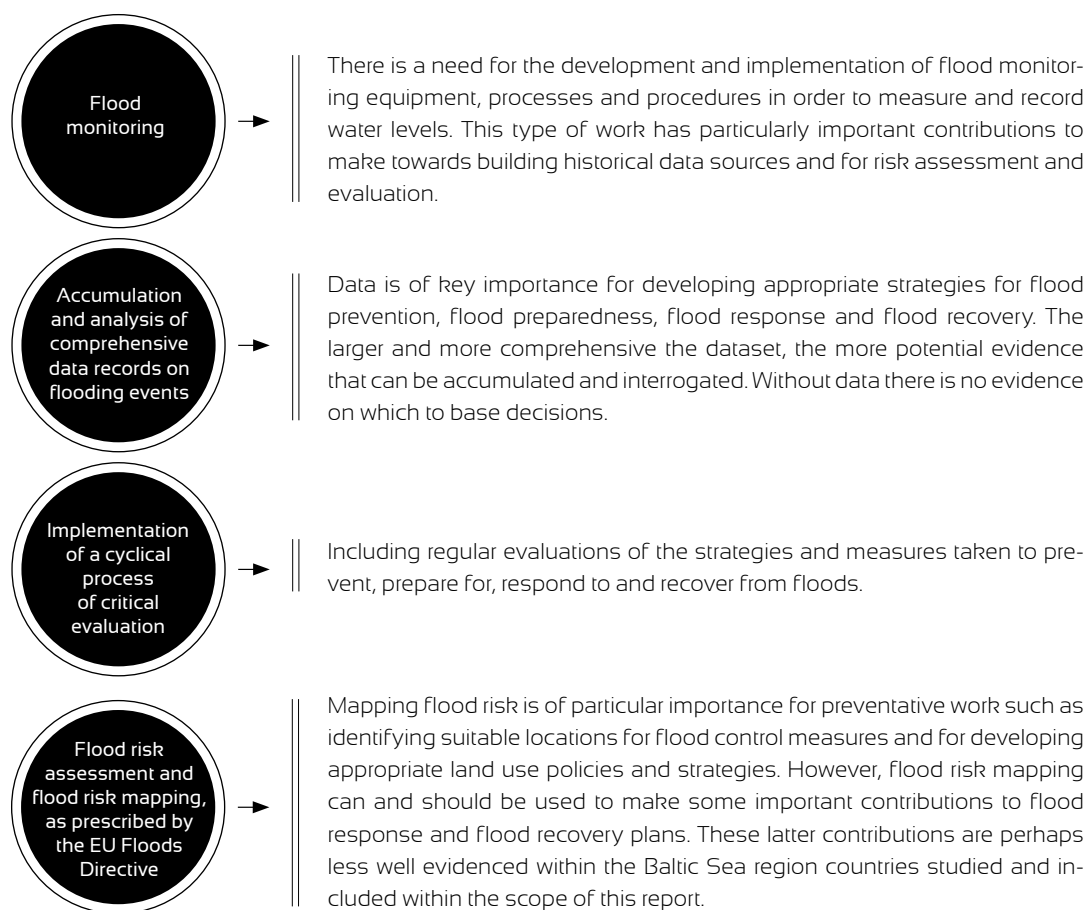 Flood
monitoring
There is a need for the development and implementation of flood monitor-
ing equipment, processes and procedures in order to measure and record
water levels. This type of work has particularly important contributions to
make towards building historical data sources and for risk assessment and
evaluation.
Accumulation
and analysis of
comprehensive
data records on
flooding events
Data is of key importance for developing appropriate strategies for flood
prevention, flood preparedness, flood response and flood recovery. The
larger and more comprehensive the dataset, the more potential evidence
that can be accumulated and interrogated. Without data there is no evidence
on which to base decisions.
Implementation
of a cyclical
process
of critical
evaluation
Including regular evaluations of the strategies and measures taken to pre-
vent, prepare for, respond to and recover from floods.
Flood risk
assessment and
flood risk mapping,
as prescribed by
the EU Floods
Directive
Mapping flood risk is of particular importance for preventative work such as
identifying suitable locations for flood control measures and for developing
appropriate land use policies and strategies. However, flood risk mapping
can and should be used to make some important contributions to flood
response and flood recovery plans. These latter contributions are perhaps
less well evidenced within the Baltic Sea region countries studied and in-
cluded within the scope of this report.